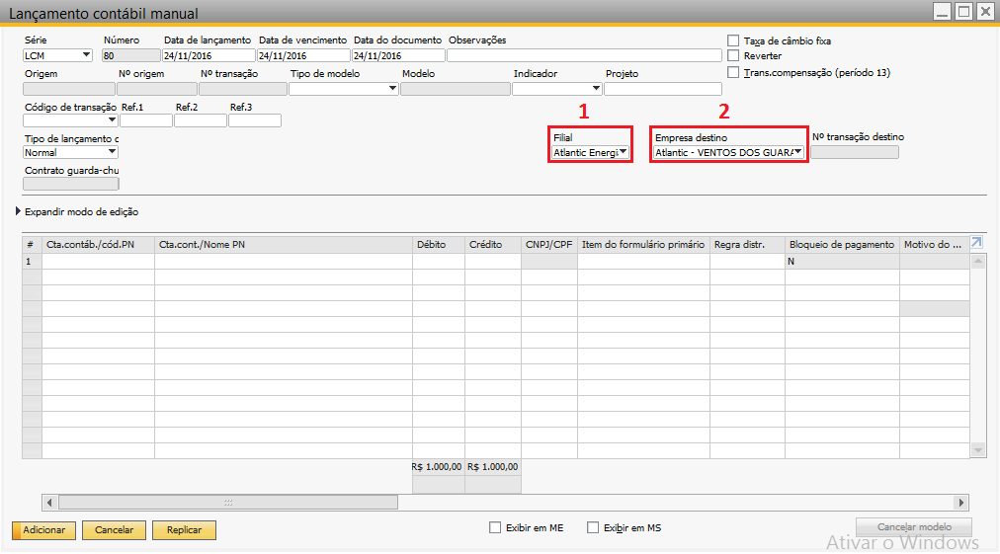 Lançamento contábil manual
Série Número Data de lançamento Data de vencimento Data do documento Observações
LCM 80 24/11/2016 24/11/2016 24/11/2016
Taxa de câmbio fixa
Reverter
Trans.compensação (período 13)
Origem Nº origem Nº transação Tipo de modelo Modelo Indicador Projeto
Código de transação Ref.1 Ref.2 Ref.3
1 2
Tipo de lançamento c Filial Empresa destino Nº transação destino
Normal Atlantic Energi Atlantic - VENTOS DOS GUARA
Contrato guarda-chu
Expandir modo de edição
# Cta.contáb./cód.PN Cta.cont./Nome PN Débito Crédito CNPJ/CPF Item do formulário primário Regra distr. Bloqueio de pagamento Motivo do ...
1 N
R$ 1.000,00 R$ 1.000,00
Adicionar Cancelar Replicar Exibir em ME Exibir em MS Cancelar modelo
Ativar o Windows